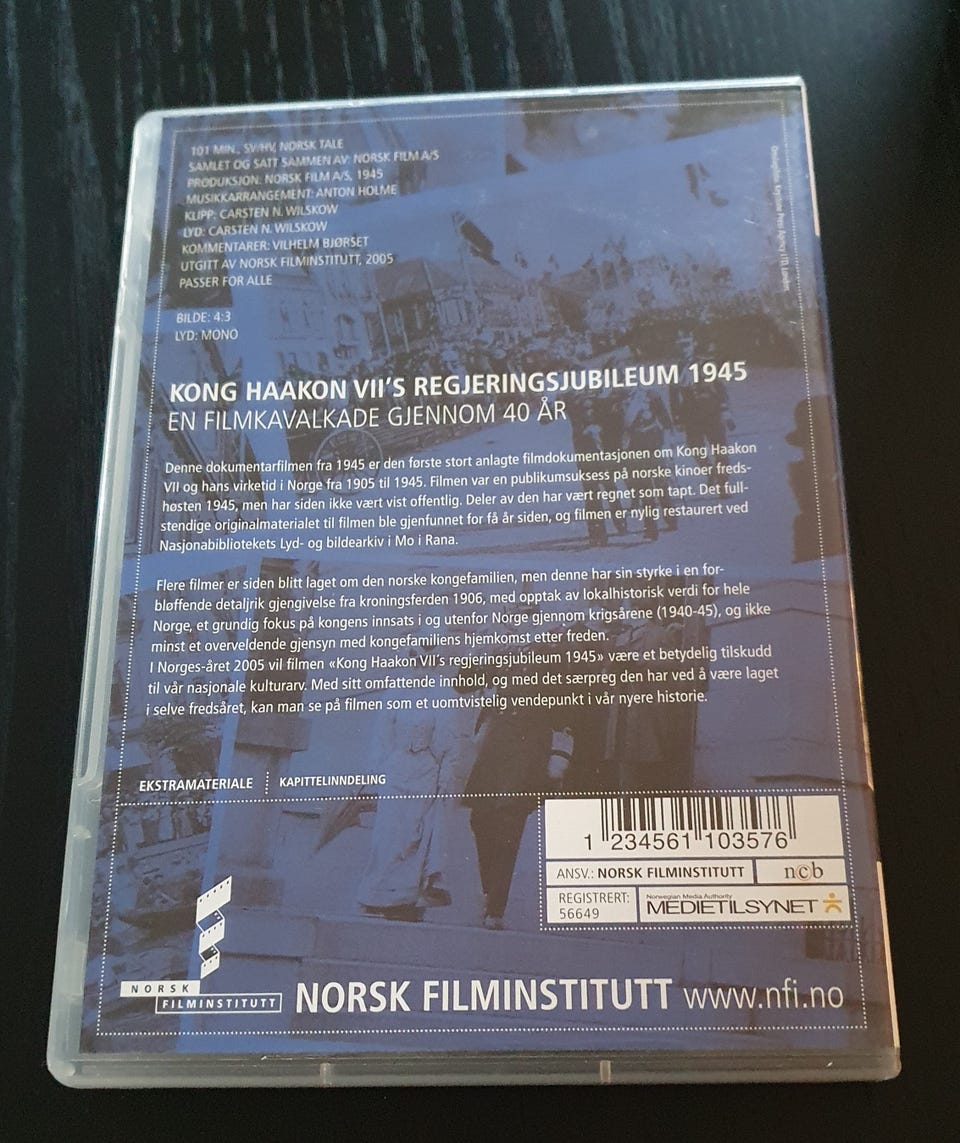 101 MIN., SV/HV, NORSK TALE
SAMLET OG SATT SAMMEN AV: NORSK FILM A/S
PRODUKSJON: NORSK FILM A/S, 1945
MUSIKKARRANGEMENT: ANTON HOLME
KLIPP: CARSTEN N. WILSKOW
LYD: CARSTEN N. WILSKOW
KOMMENTARER: VILHELM BJØRSET
UTGITT AV NORSK FILMINSTITUTT, 2005
PASSER FOR ALLE
BILDE: 4:3
LYD: MONO
KONG HAAKON VII'S REGJERINGSJUBILEUM 1945
EN FILMKAVALKADE GJENNOM 40 ÅR
Denne dokumentarfilmen fra 1945 er den første stort anlagte filmdokumentasjonen om Kong Haakon
VII og hans virketid i Norge fra 1905 til 1945. Filmen var en publikumsuksess på norske kinoer freds-
høsten 1945, men har siden ikke vært vist offentlig. Deler av den har vært regnet som tapt. Det full-
stendige originalmaterialet til filmen ble gjenfunnet for få år siden, og filmen er nylig restaurert ved
Nasjonabibliotekets Lyd- og bildearkiv i Mo i Rana.
Flere filmer er siden blitt laget om den norske kongefamilien, men denne har sin styrke i en for-
bløffende detaljrik gjengivelse fra kroningsferden 1906, med opptak av lokalhistorisk verdi for hele
Norge, et grundig fokus på kongens innsats i og utenfor Norge gjennom krigsårene (1940-45), og ikke
minst et overveldende gjensyn med kongefamiliens hjemkomst etter freden.
I Norges-året 2005 vil filmen «Kong Haakon VII's regjeringsjubileum 1945» være et betydelig tilskudd
til vår nasjonale kulturarv. Med sitt omfattende innhold, og med det særpreg den har ved å være laget
i selve fredsåret, kan man se på filmen som et uomtvistelig vendepunkt i vår nyere historie.
EKSTRAMATERIALE KAPITTELINNDELING
1 234561 103576
ANSV.: NORSK FILMINSTITUTT ncb
REGISTRERT:
56649
Norwegian Media Authority
MEDIETILSYNET
NORSK
FILMINSTITUTT
NORSK FILMINSTITUTT www.nfi.no
Press Agency LTD, London